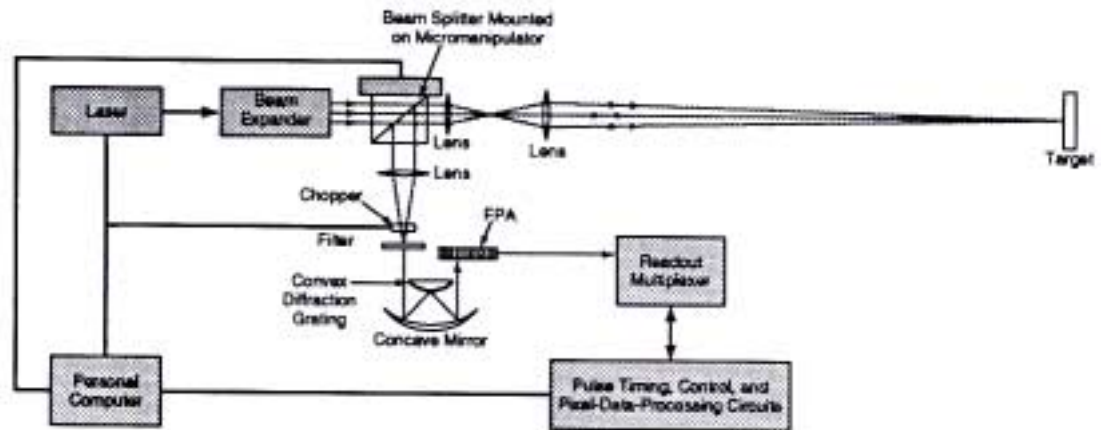 Beam Splitter Mounted
on Micromanipulator
Laser
Beam
Expander
Lens
Lens
Target
Lens
Chopper
FPA
Filter
Readout
Multiplexer
Convex
Diffraction
Grating
Concave Mirror
Personal
Computer
Pulse Timing, Control, and
Pixel-Data-Processing Circuits